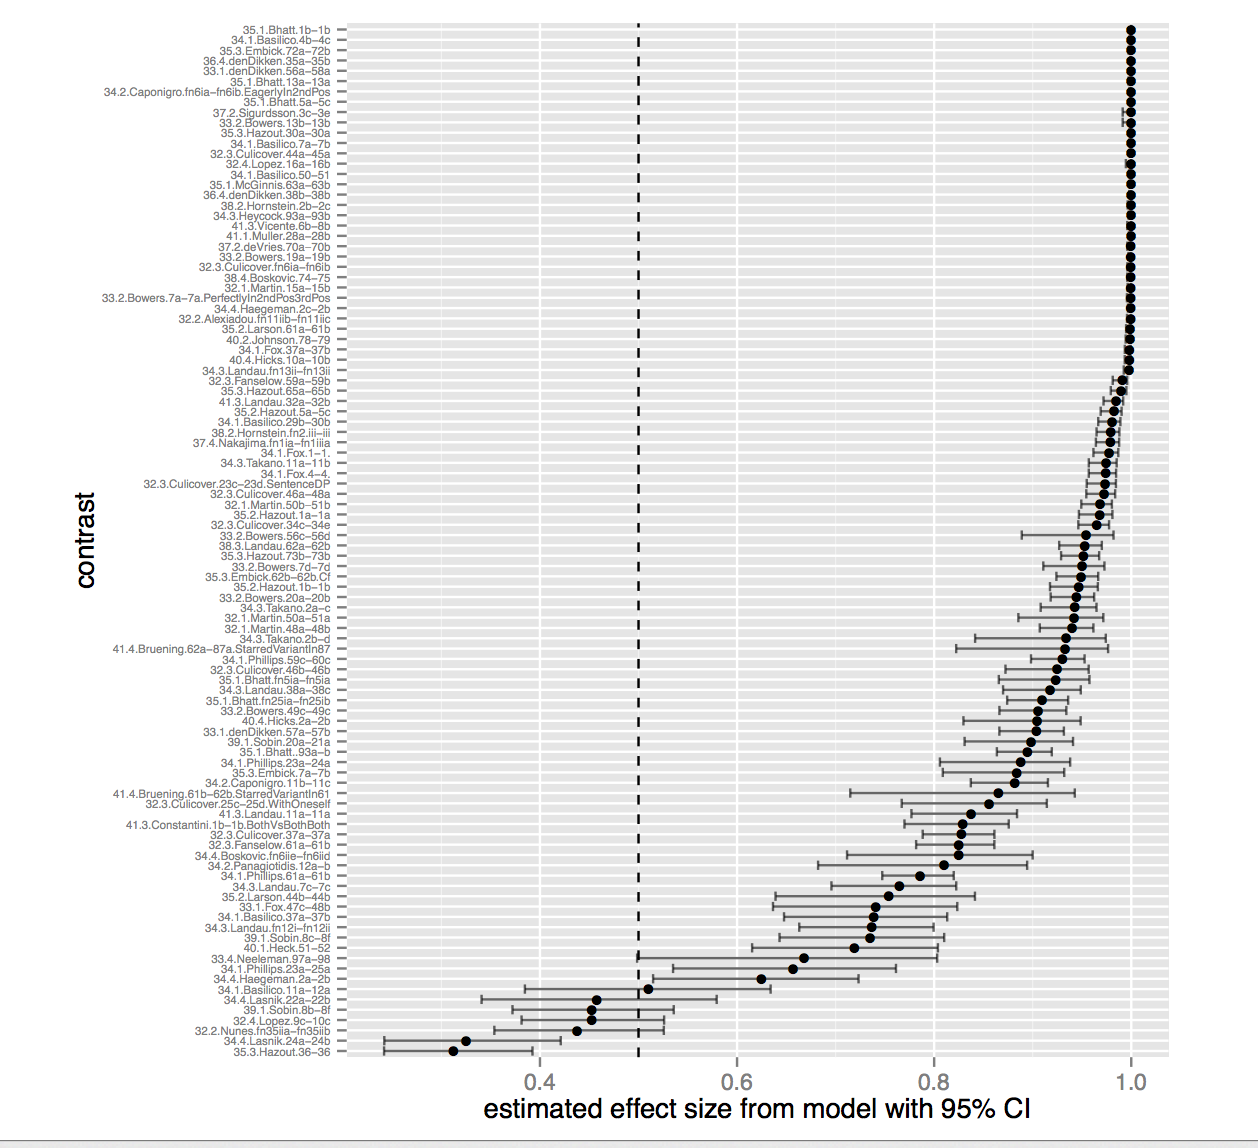 contrast
35.1.Bhatt.1b−1b
34.1.Basilico.4b−4c
35.3.Embick.72a−72b
36.4.denDikken.35a−35b
33.1.denDikken.56a−58a
35.1.Bhatt.13a−13a
34.2.Caponigro.fn6ia−fn6ib.EagerlyIn2ndPos
35.1.Bhatt.5a−5c
37.2.Sigurdsson.3c−3e
33.2.Bowers.13b−13b
35.3.Hazout.30a−30a
34.1.Basilico.7a−7b
32.3.Culicover.44a−45a
32.4.Lopez.16a−16b
34.1.Basilico.50−51
35.1.McGinnis.63a−63b
36.4.denDikken.38b−38b
38.2.Hornstein.2b−2c
34.3.Heycock.93a−93b
41.3.Vicente.6b−8b
41.1.Muller.28a−28b
37.2.deVries.70a−70b
33.2.Bowers.19a−19b
32.3.Culicover.fn6ia−fn6ib
38.4.Boskovic.74−75
32.1.Martin.15a−15b
33.2.Bowers.7a−7a.PerfectlyIn2ndPos3rdPos
34.4.Haegeman.2c−2b
32.2.Alexiadou.fn11iib−fn11iic
35.2.Larson.61a−61b
40.2.Johnson.78−79
34.1.Fox.37a−37b
40.4.Hicks.10a−10b
34.3.Landau.fn13ii−fn13ii
32.3.Fanselow.59a−59b
35.3.Hazout.65a−65b
41.3.Landau.32a−32b
35.2.Hazout.5a−5c
34.1.Basilico.29b−30b
38.2.Hornstein.fn2.iii−iii
37.4.Nakajima.fn1ia−fn1iiia
34.1.Fox.1−1.
34.3.Takano.11a−11b
34.1.Fox.4−4.
32.3.Culicover.23c−23d.SentenceDP
32.3.Culicover.46a−48a
32.1.Martin.50b−51b
35.2.Hazout.1a−1a
32.3.Culicover.34c−34e
33.2.Bowers.56c−56d
38.3.Landau.62a−62b
35.3.Hazout.73b−73b
33.2.Bowers.7d−7d
35.3.Embick.62b−62b.Cf
35.2.Hazout.1b−1b
33.2.Bowers.20a−20b
34.3.Takano.2a−c
32.1.Martin.50a−51a
32.1.Martin.48a−48b
34.3.Takano.2b−d
41.4.Bruening.62a−87a.StarredVariantIn87
34.1.Phillips.59c−60c
32.3.Culicover.46b−46b
35.1.Bhatt.fn5ia−fn5ia
34.3.Landau.38a−38c
35.1.Bhatt.fn25ia−fn25ib
33.2.Bowers.49c−49c
40.4.Hicks.2a−2b
33.1.denDikken.57a−57b
39.1.Sobin.20a−21a
35.1.Bhatt..93a−b
34.1.Phillips.23a−24a
35.3.Embick.7a−7b
34.2.Caponigro.11b−11c
41.4.Bruening.61b−62b.StarredVariantIn61
32.3.Culicover.25c−25d.WithOneself
41.3.Landau.11a−11a
41.3.Constantini.1b−1b.BothVsBothBoth
32.3.Culicover.37a−37a
32.3.Fanselow.61a−61b
34.4.Boskovic.fn6iie−fn6iid
34.2.Panagiotidis.12a−b
34.1.Phillips.61a−61b
34.3.Landau.7c−7c
35.2.Larson.44b−44b
33.1.Fox.47c−48b
34.1.Basilico.37a−37b
34.3.Landau.fn12i−fn12ii
39.1.Sobin.8c−8f
40.1.Heck.51−52
33.4.Neeleman.97a−98
34.1.Phillips.23a−25a
34.4.Haegeman.2a−2b
34.1.Basilico.11a−12a
34.4.Lasnik.22a−22b
39.1.Sobin.8b−8f
32.4.Lopez.9c−10c
32.2.Nunes.fn35iia−fn35iib
34.4.Lasnik.24a−24b
35.3.Hazout.36−36
0.4 0.6 0.8 1.0
estimated effect size from model with 95% CI